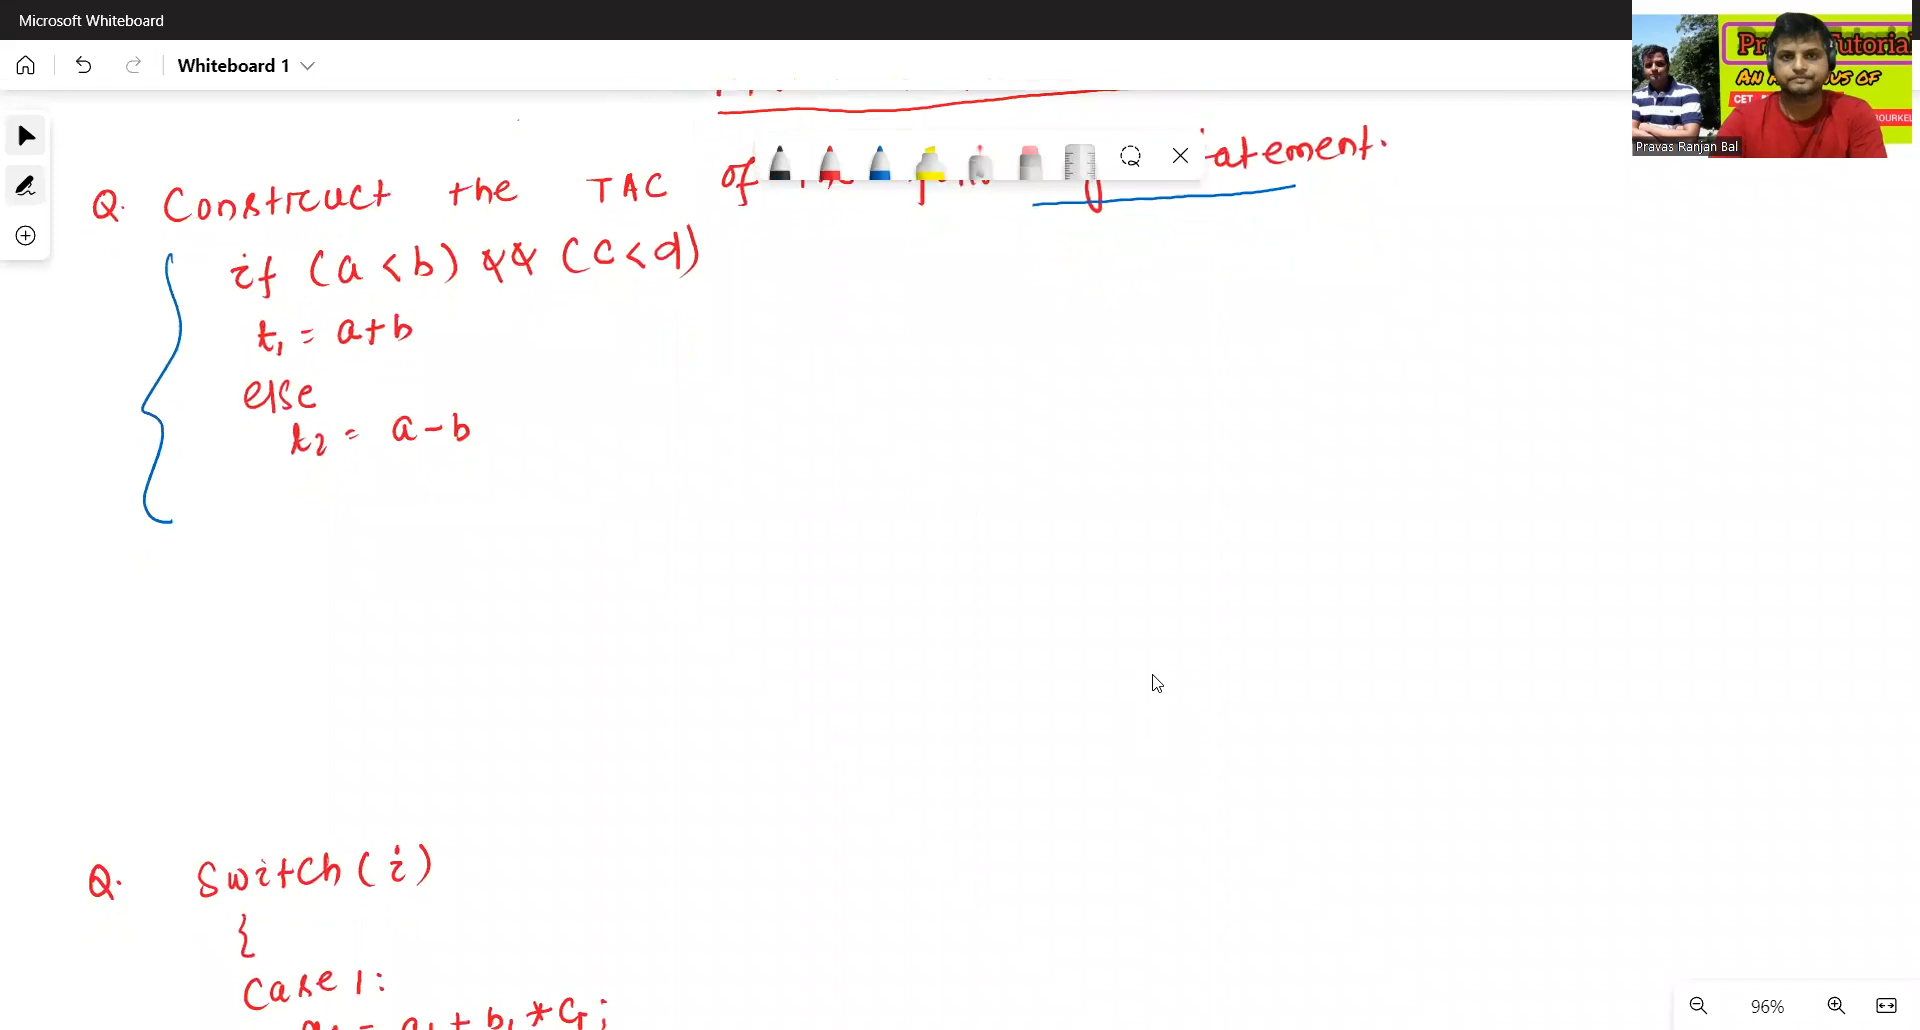 Microsoft Whiteboard
Whiteboard 1
Pravas Ranjan Bal
CET
Q. Construct the TAC of
if (a < b) && (c < d)
t1 = a+b
else
t2 = a-b
Q. Switch (i)
{
Case 1:
96%